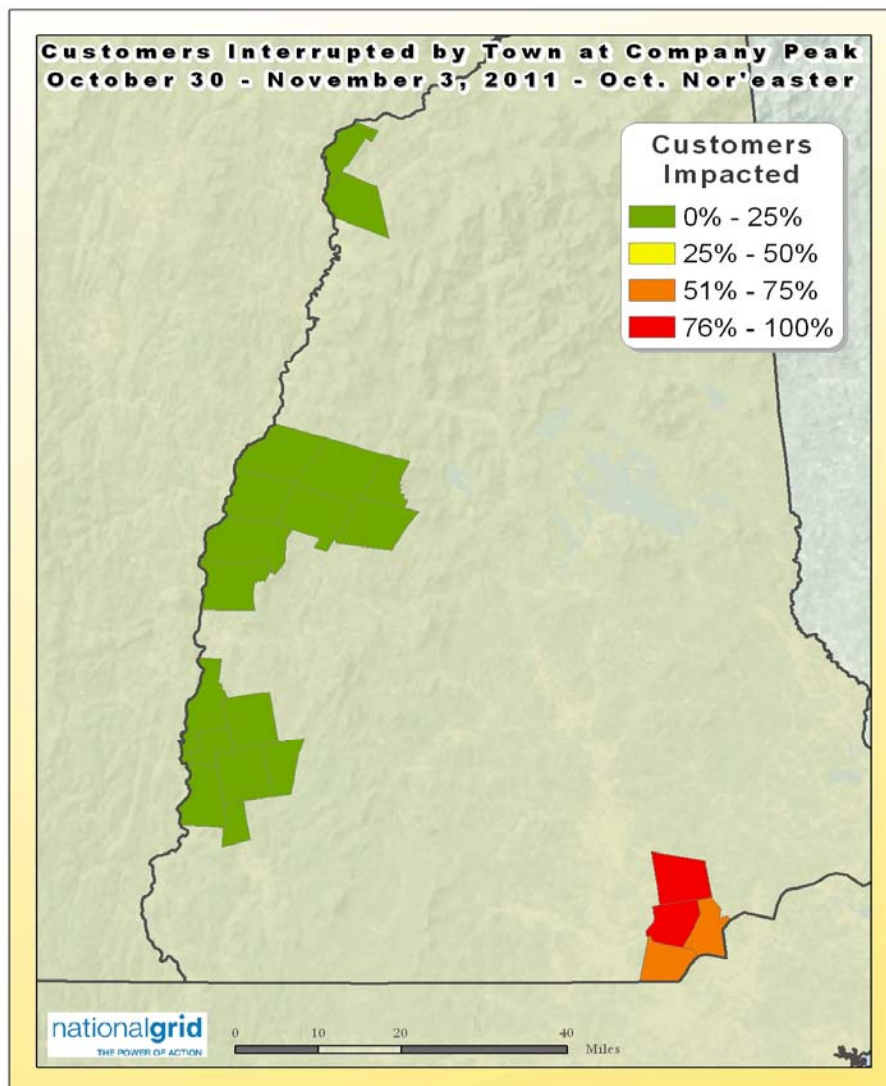 Customers Interrupted by Town at Company Peak
October 30 - November 3, 2011 - Oct. Nor'easter
Customers
Impacted
0% - 25%
25% - 50%
51% - 75%
76% - 100%
nationalgrid
THE POWER OF ACTION
0 10 20 40 Miles